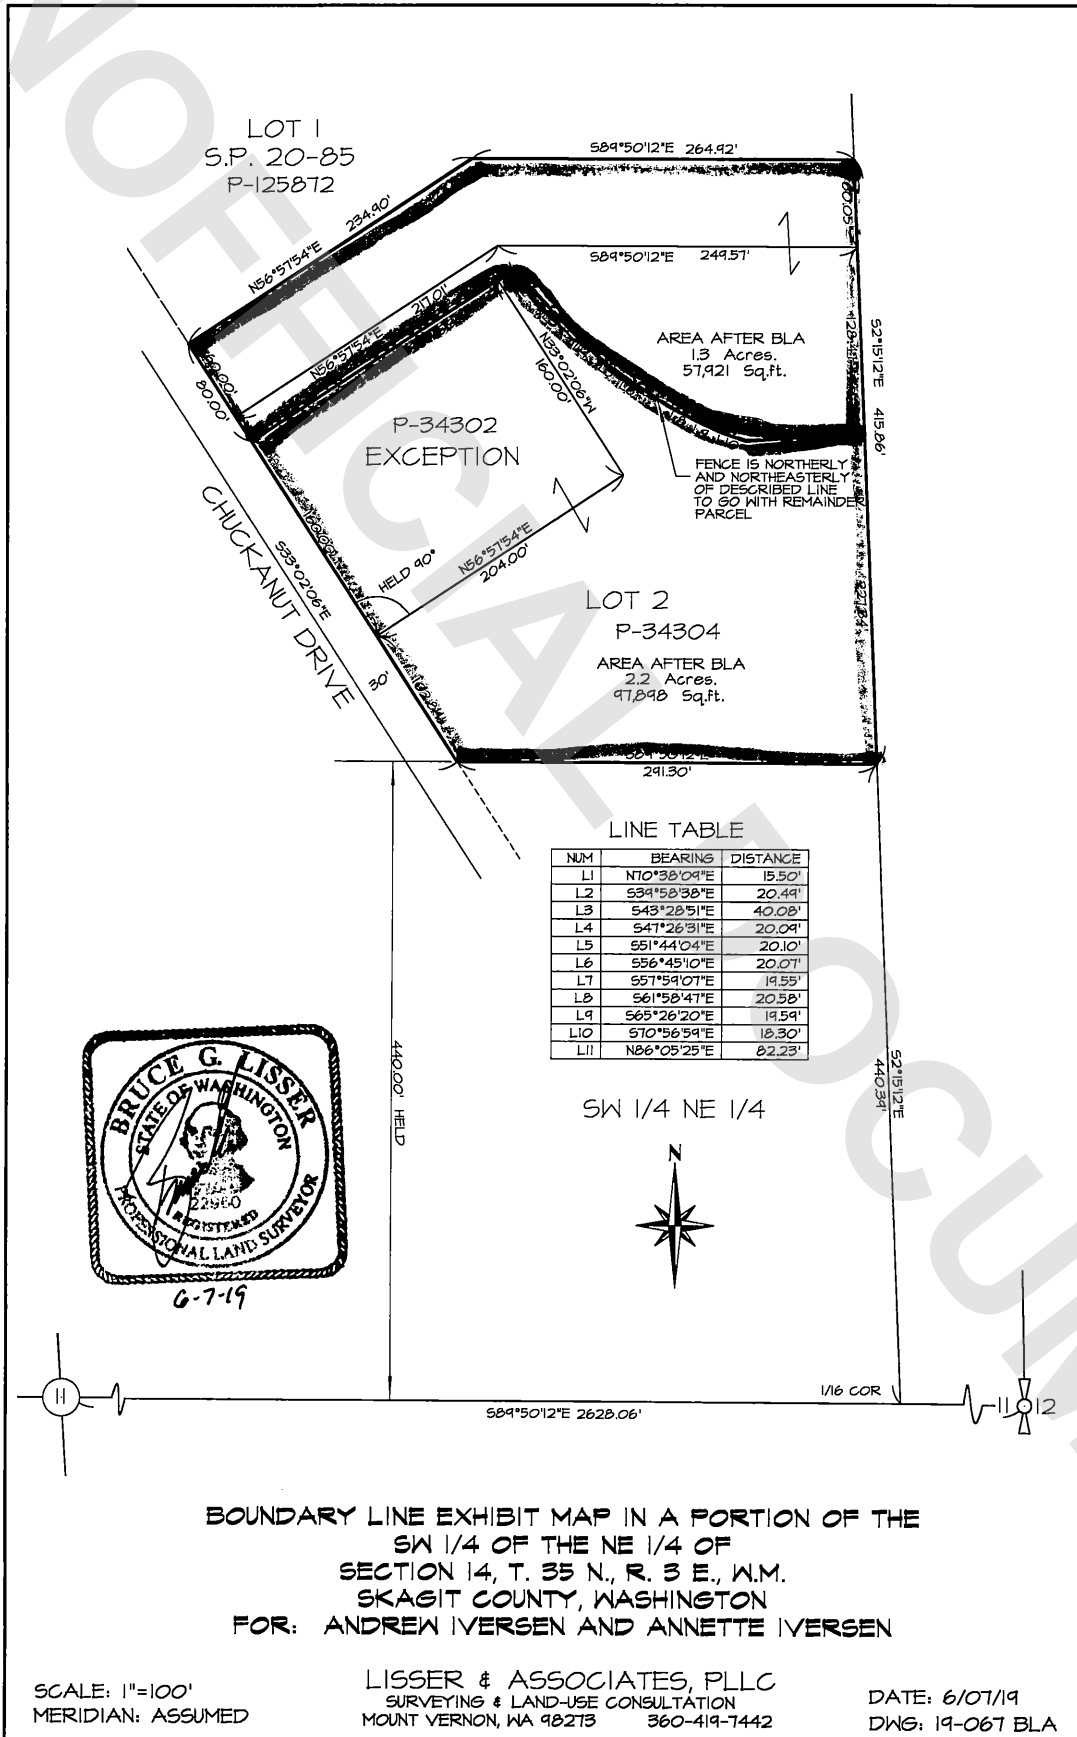 UNOFFICIAL DOCUM
LOT 1
S.P. 20-85
P-125872
S89°50'12"E 264.92'
N56°57'54"E 234.90'
60.05'
S89°50'12"E 249.57'
N56°57'54"E 217.01'
60.00'
80.00'
AREA AFTER BLA
1.3 Acres.
57,921 Sq.ft.
S2°15'12"E 415.86'
N33°02'06"W
160.00'
P-34302
EXCEPTION
FENCE IS NORTHERLY
AND NORTHEASTERLY
OF DESCRIBED LINE
TO GO WITH REMAINDER
PARCEL
CHUCKANUT DRIVE
S33°02'06"E
HELD 90°
N56°57'54"E
204.00'
30'
LOT 2
P-34304
AREA AFTER BLA
2.2 Acres.
97,898 Sq.ft.
291.30'
LINE TABLE
NUM BEARING DISTANCE
L1 N70°38'09"E 15.50'
L2 S39°58'38"E 20.49'
L3 S43°28'51"E 40.08'
L4 S47°26'31"E 20.09'
L5 S51°44'04"E 20.10'
L6 S56°45'10"E 20.07'
L7 S57°59'07"E 19.55'
L8 S61°58'47"E 20.58'
L9 S65°26'20"E 19.59'
L10 S70°56'59"E 18.30'
L11 N86°05'25"E 82.23'
440.00' HELD
S2°15'12"E
440.39'
SW 1/4 NE 1/4
N
BRUCE G. LISSER
STATE OF WASHINGTON
22960
REGISTERED
PROFESSIONAL LAND SURVEYOR
6-7-19
11
1/16 COR
11 12
S89°50'12"E 2628.06'
BOUNDARY LINE EXHIBIT MAP IN A PORTION OF THE
SW 1/4 OF THE NE 1/4 OF
SECTION 14, T. 35 N., R. 3 E., W.M.
SKAGIT COUNTY, WASHINGTON
FOR: ANDREW IVERSEN AND ANNETTE IVERSEN
SCALE: 1"=100'
MERIDIAN: ASSUMED
LISSER & ASSOCIATES, PLLC
SURVEYING & LAND-USE CONSULTATION
MOUNT VERNON, WA 98273 360-419-7442
DATE: 6/07/19
DWG: 19-067 BLA